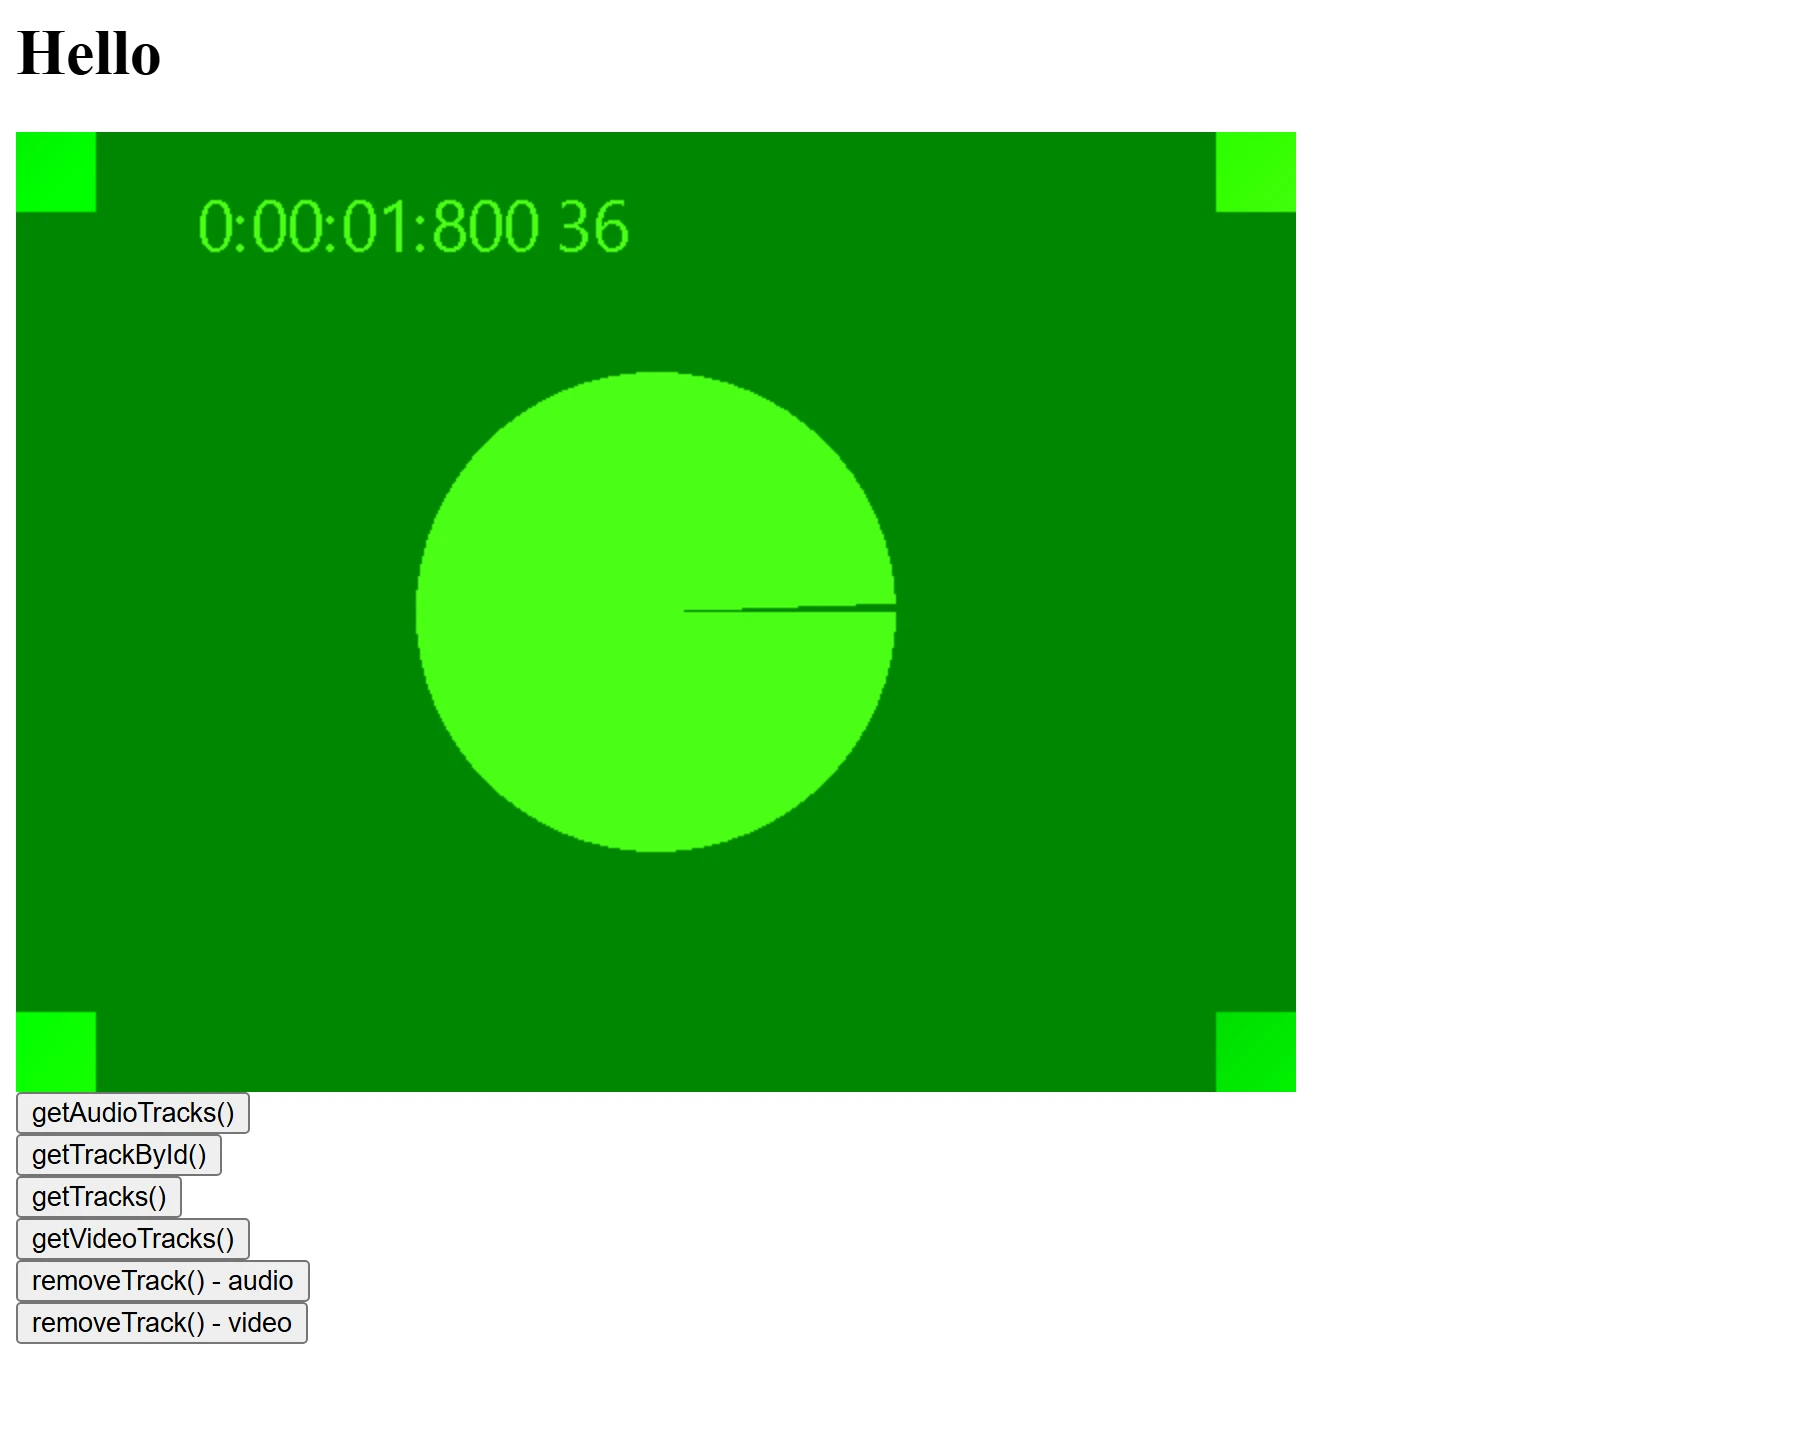 Hello
0:00:01:800 36
getAudioTracks()
getTrackById()
getTracks()
getVideoTracks()
removeTrack() - audio
removeTrack() - video